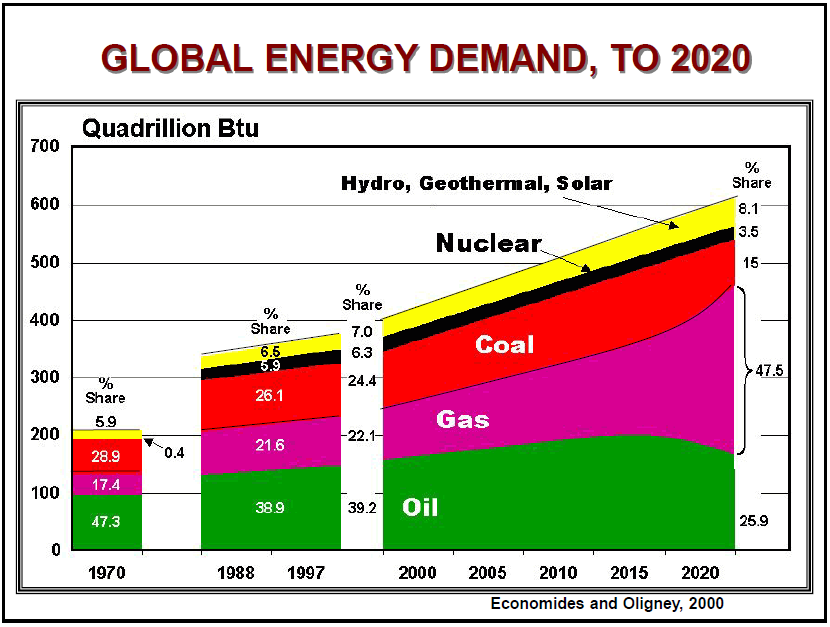 GLOBAL ENERGY DEMAND, TO 2020
Quadrillion Btu
700
600
500
400
300
200
100
0
%
Share
5.9
0.4
28.9
17.4
47.3
%
Share
6.5
5.9
26.1
21.6
38.9
%
Share
7.0
6.3
24.4
22.1
39.2
Hydro, Geothermal, Solar
Nuclear
Coal
Gas
Oil
%
Share
8.1
3.5
15
47.5
25.9
1970 1988 1997 2000 2005 2010 2015 2020
Economides and Oligney, 2000